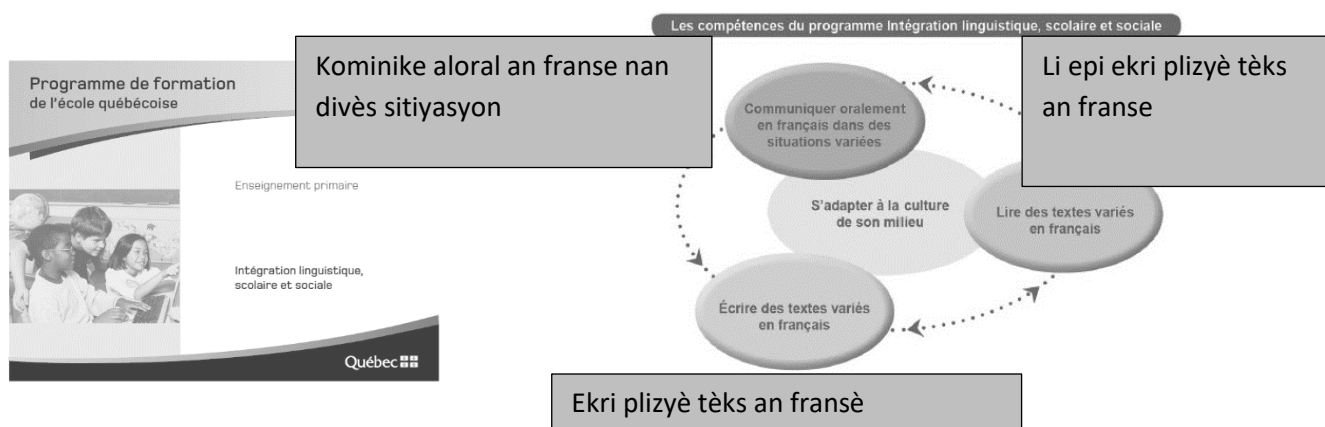 Les compétences du programme Intégration linguistique, scolaire et sociale
Programme de formation
de l'école québécoise
Enseignement primaire
Intégration linguistique,
scolaire et sociale
Québec
Kominike aloral an franse nan
divès sitiyasyon
Li epi ekri plizyè tèks
an franse
Communiquer oralement
en français dans des
situations variées
S'adapter à la culture
de son milieu
Lire des textes variés
en français
Écrire des textes variés
en français
Ekri plizyè tèks an fransè